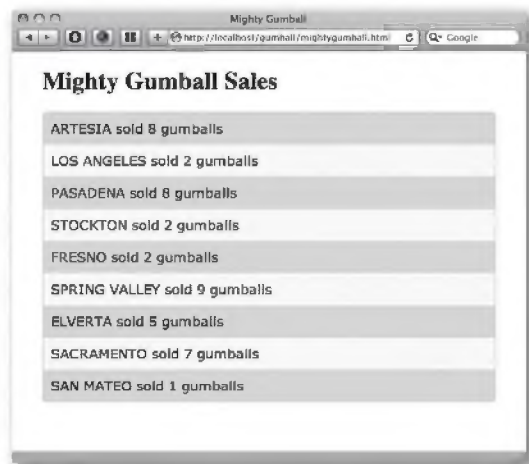 Mighty Gumball
http://localhost/gumball/mightygumball.html
Google
Mighty Gumball Sales
ARTESIA sold 8 gumballs
LOS ANGELES sold 2 gumballs
PASADENA sold 8 gumballs
STOCKTON sold 2 gumballs
FRESNO sold 2 gumballs
SPRING VALLEY sold 9 gumballs
ELVERTA sold 5 gumballs
SACRAMENTO sold 7 gumballs
SAN MATEO sold 1 gumballs